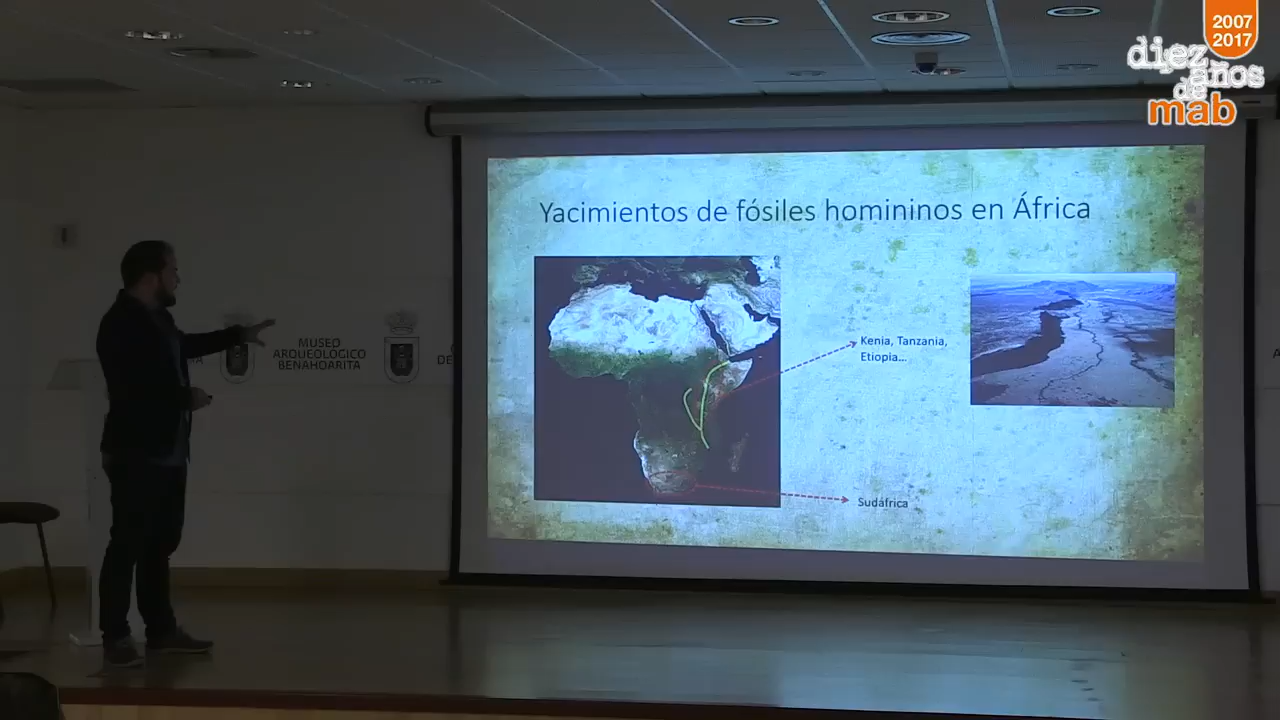 2007
2017
diez
años
de
mab
Yacimientos de fósiles homininos en África
Kenia, Tanzania,
Etiopia...
Sudáfrica
MUSEO
ARQUEOLÓGICO
BENAHOARITA
DE